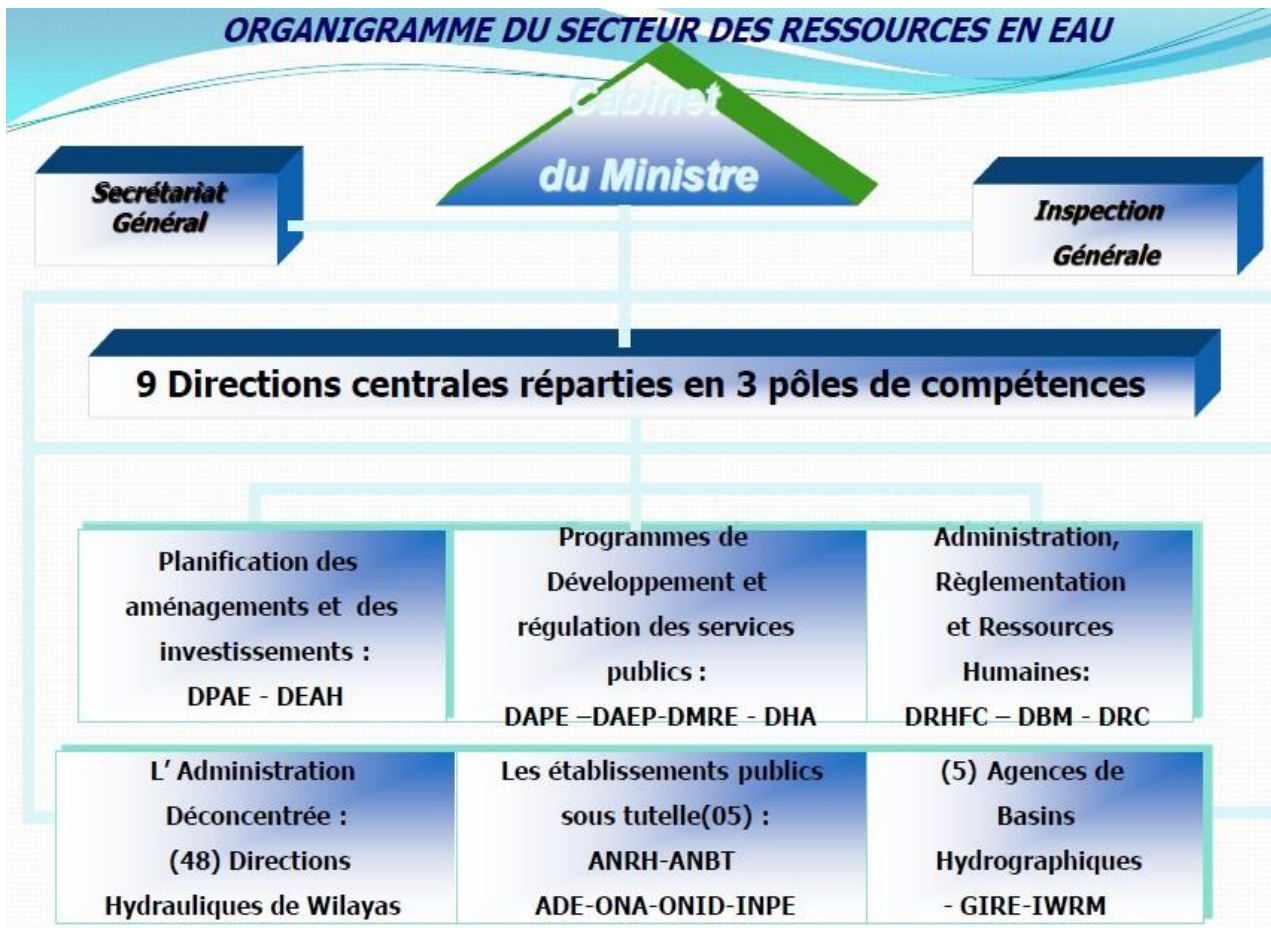 ORGANIGRAMME DU SECTEUR DES RESSOURCES EN EAU
Cabinet
du Ministre
Secrétariat
Général
Inspection
Générale
9 Directions centrales réparties en 3 pôles de compétences
Planification des
aménagements et des
investissements :
DPAE - DEAH
Programmes de
Développement et
régulation des services
publics :
DAPE –DAEP-DMRE - DHA
Administration,
Règlementation
et Ressources
Humaines:
DRHFC – DBM - DRC
L' Administration
Déconcentrée :
(48) Directions
Hydrauliques de Wilayas
Les établissements publics
sous tutelle(05) :
ANRH-ANBT
ADE-ONA-ONID-INPE
(5) Agences de
Basins
Hydrographiques
- GIRE-IWRM